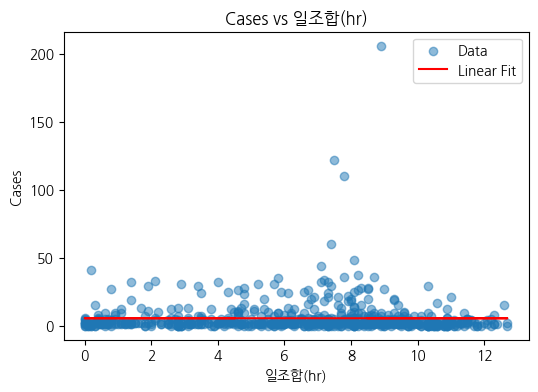 Cases vs 일조합(hr)
Data
Linear Fit
Cases
200
150
100
50
0
0 2 4 6 8 10 12
일조합(hr)